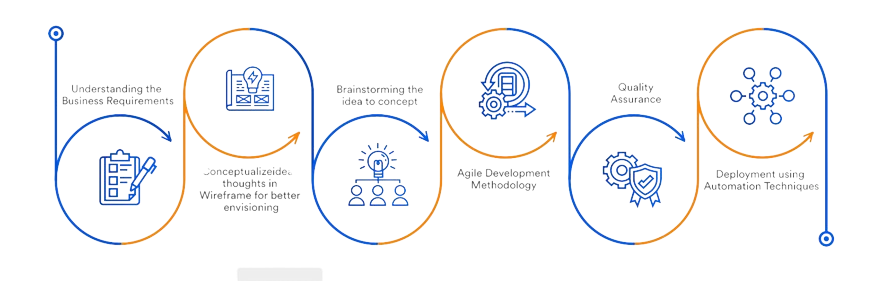 Understanding the
Business Requirements
Conceptualizeidea
thoughts in
Wireframe for better
envisioning
Brainstorming the
idea to concept
Agile Development
Methodology
Quality
Assurance
Deployment using
Automation Techniques